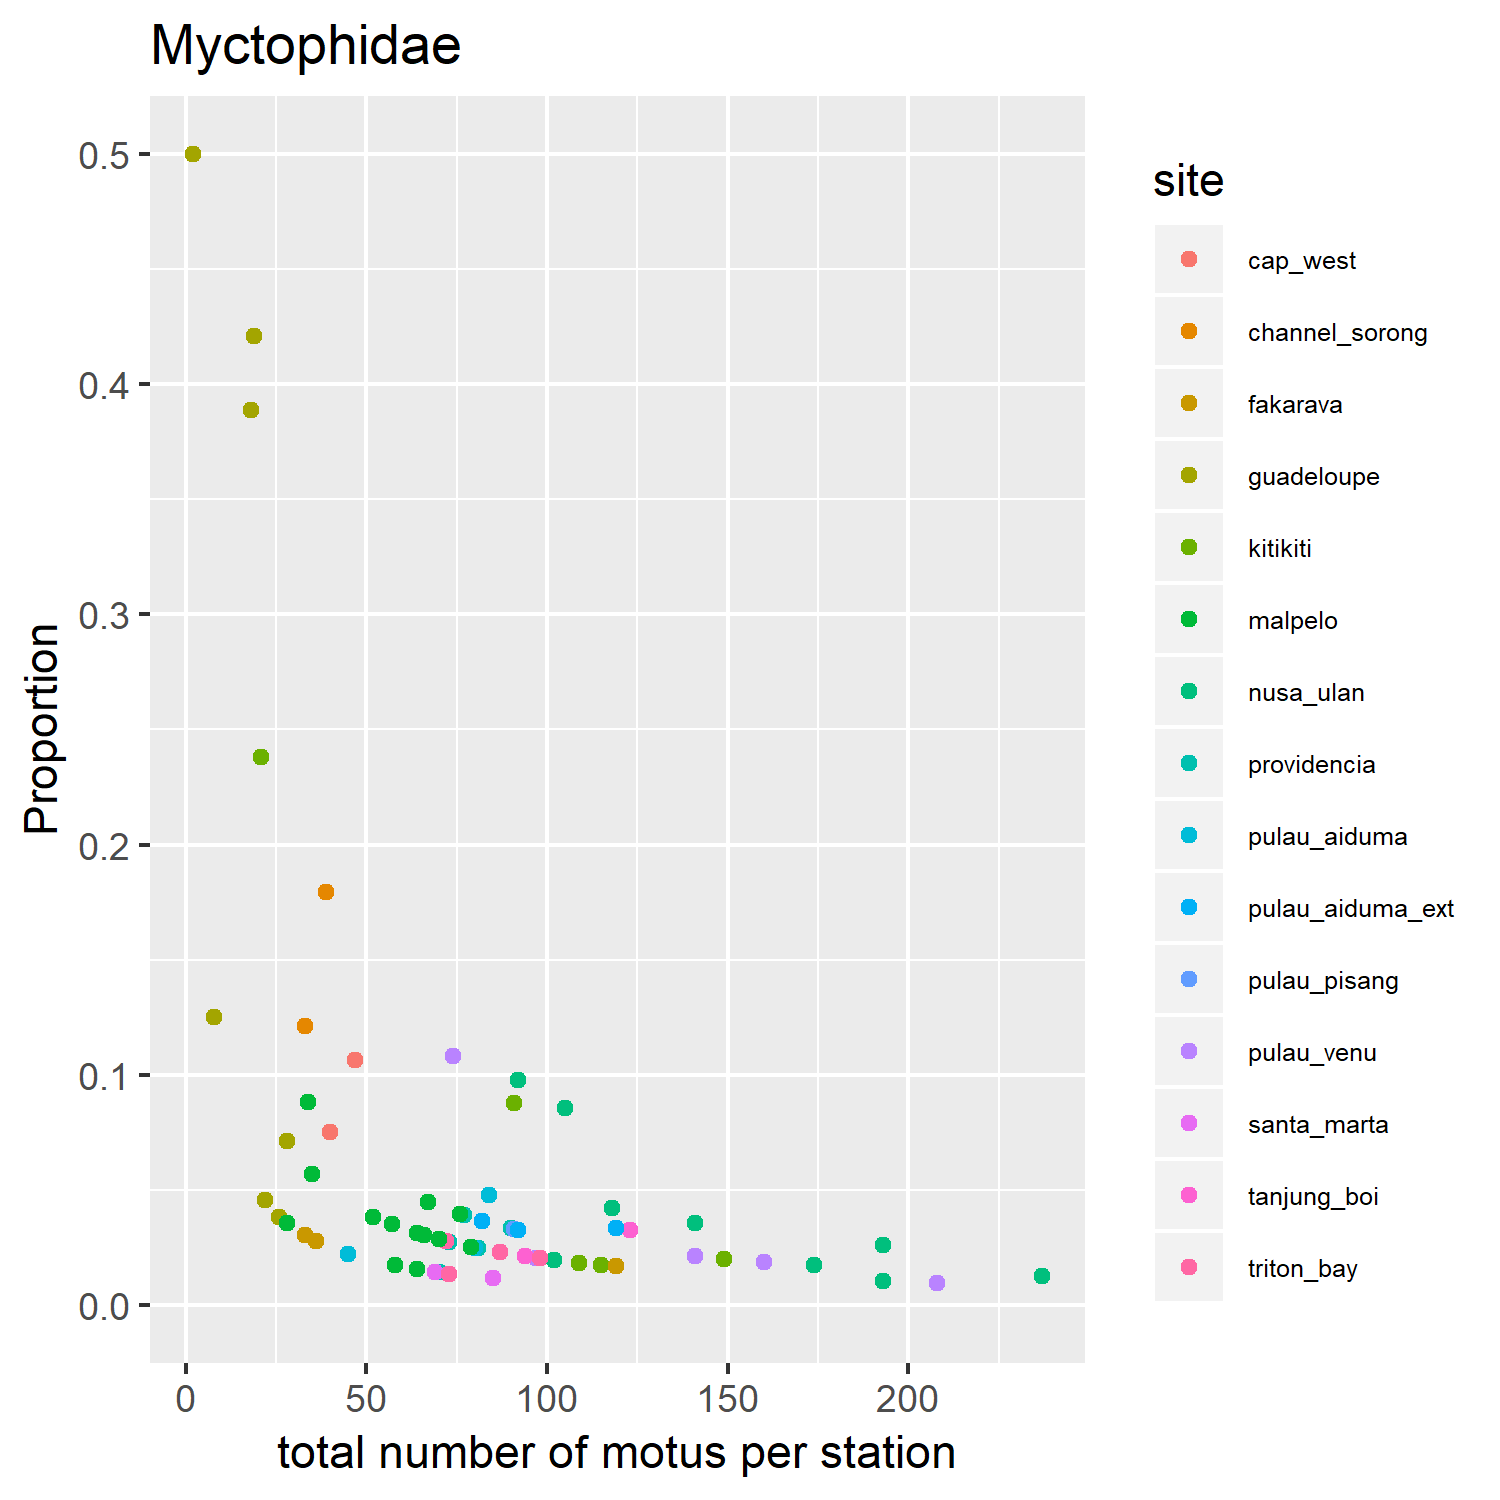 Myctophidae
0.5
0.4
0.3
0.2
0.1
0.0
Proportion
0 50 100 150 200
total number of motus per station
site
cap_west
channel_sorong
fakarava
guadeloupe
kitikiti
malpelo
nusa_ulan
providencia
pulau_aiduma
pulau_aiduma_ext
pulau_pisang
pulau_venu
santa_marta
tanjung_boi
triton_bay